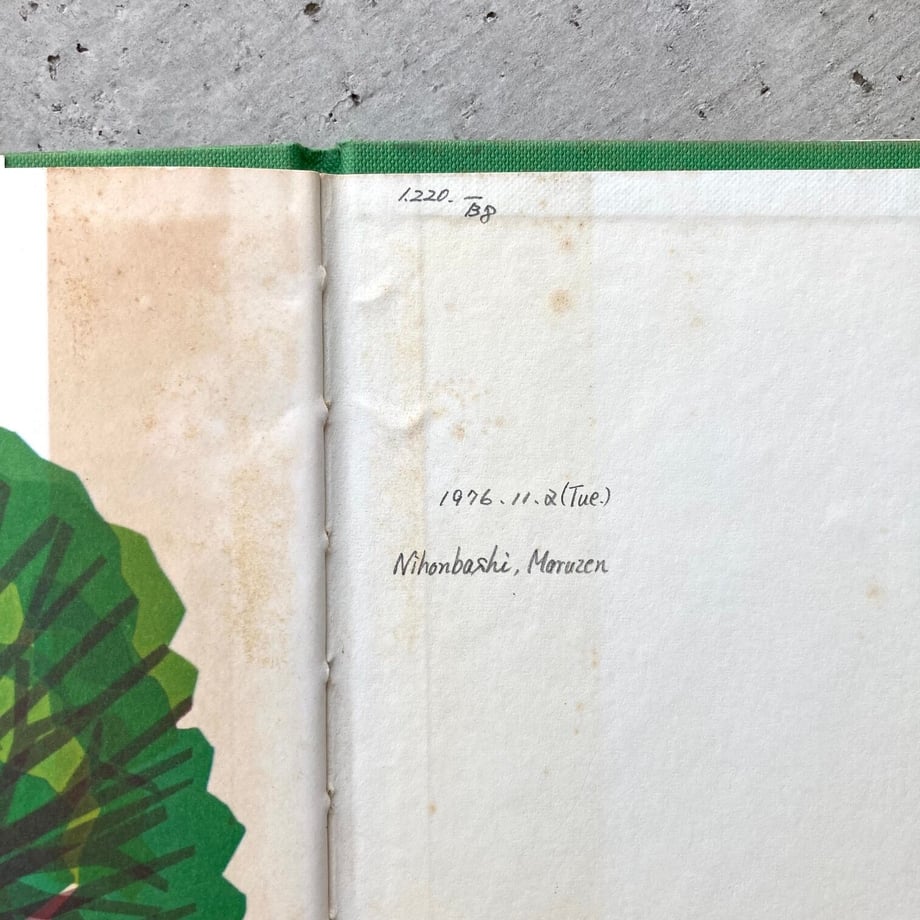 1.220.—
B8
1976.11.2(Tue.)
Nihonbashi, Maruzen